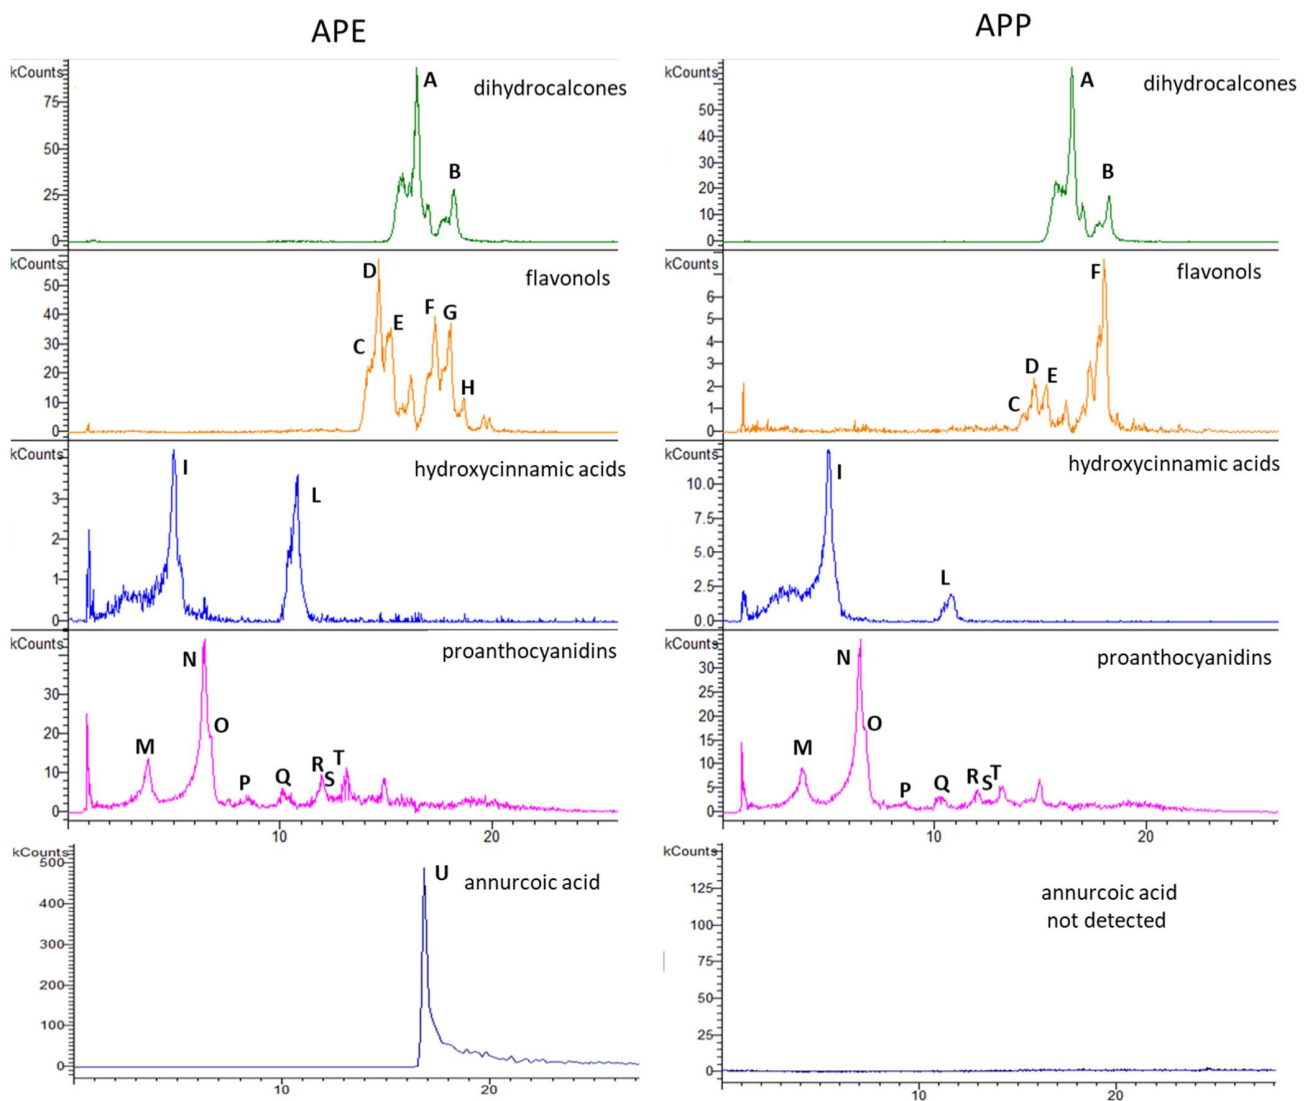 APE
APP
kCounts
75
50
25
0
A
B
dihydrocalcones
kCounts
50
40
30
20
10
0
A
B
dihydrocalcones
kCounts
50
40
30
20
10
0
C
D
E
F
G
H
flavonols
kCounts
6
5
4
3
2
1
0
C
D
E
F
flavonols
kCounts
3
2
1
0
I
L
hydroxycinnamic acids
kCounts
10.0
7.5
5.0
2.5
0.0
I
L
hydroxycinnamic acids
kCounts
30
20
10
0
M
N
O
P
Q
R
S
T
proanthocyanidins
10
20
kCounts
30
25
20
15
10
5
0
M
N
O
P
Q
R
S
T
proanthocyanidins
10
20
kCounts
500
400
300
200
100
0
U
annurcoic acid
10
20
kCounts
125
100
75
50
25
0
annurcoic acid
not detected
10
20